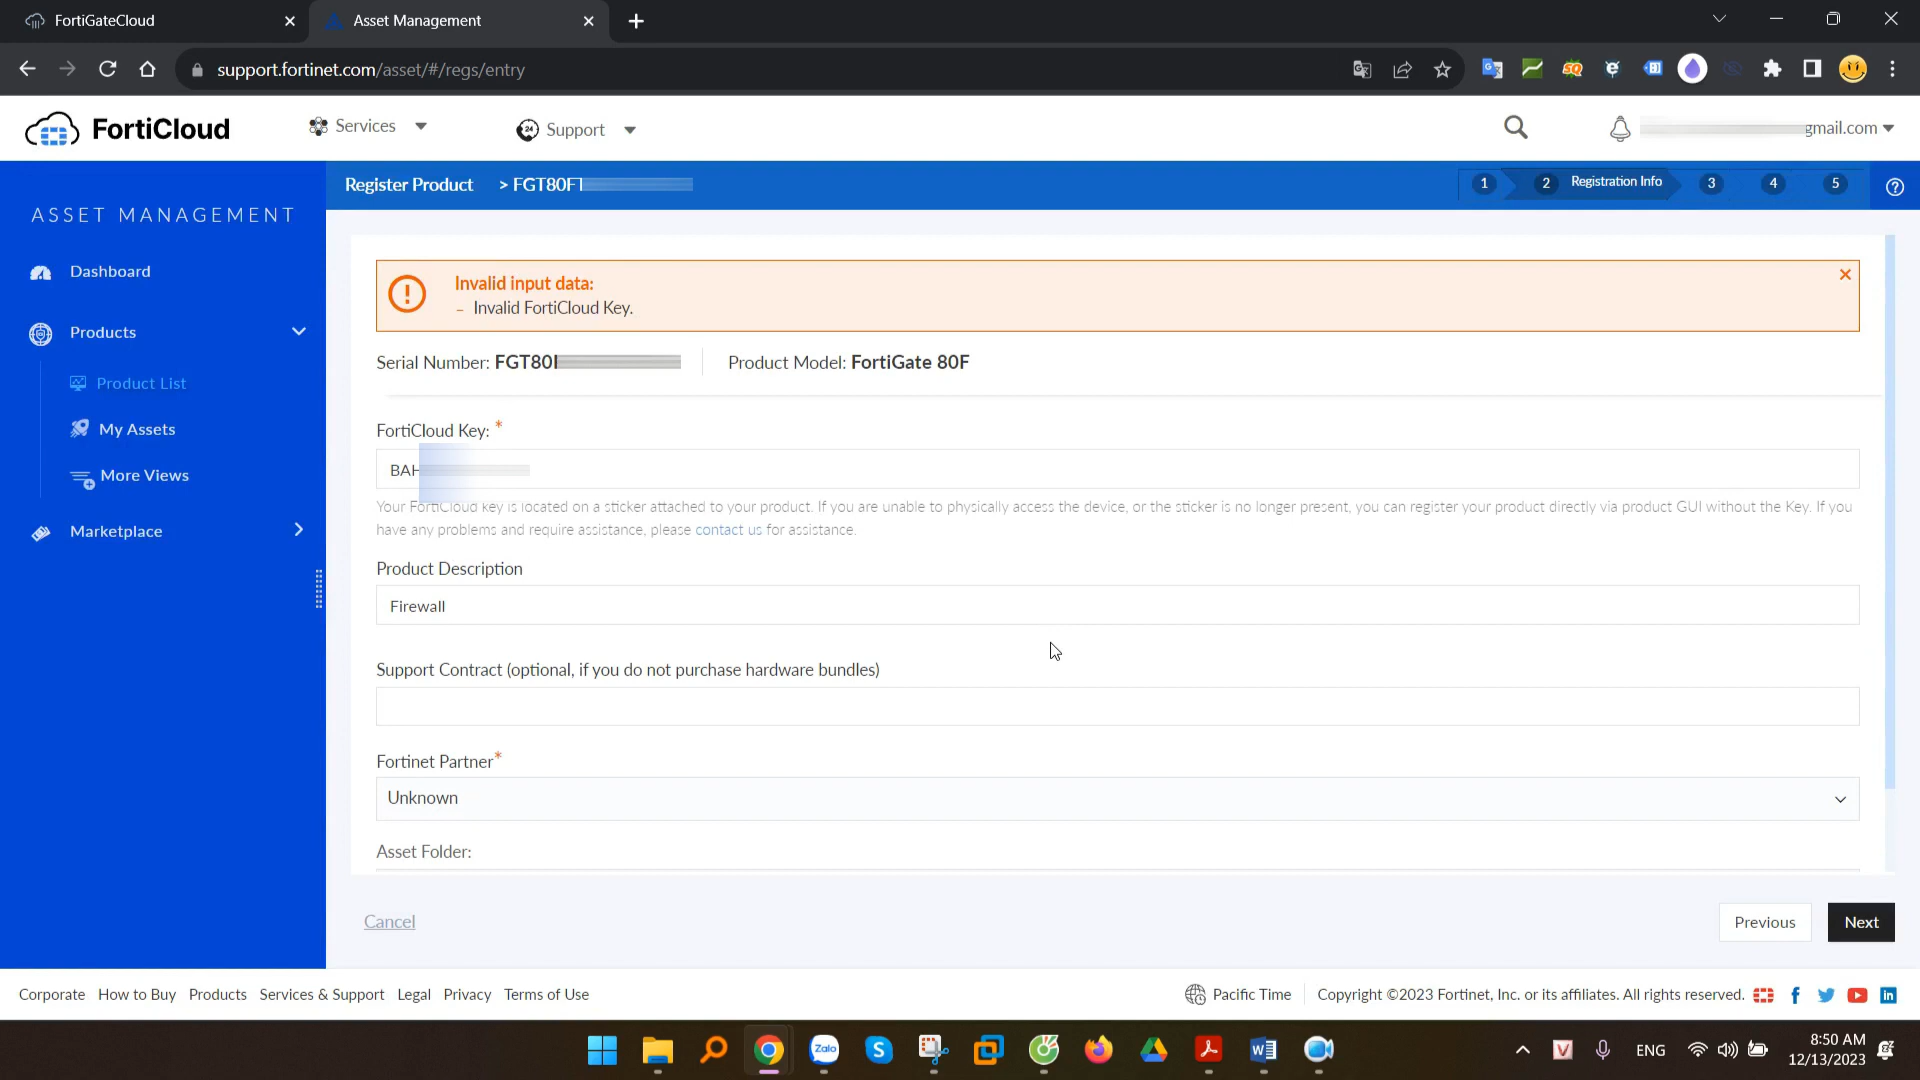 FortiGateCloud
Asset Management
support.fortinet.com/asset/#/regs/entry
FortiCloud
Services
Support
gmail.com
ASSET MANAGEMENT
Register Product > FGT80F
1 2 Registration Info 3 4 5
Dashboard
Products
Product List
My Assets
More Views
Marketplace
Invalid input data:
– Invalid FortiCloud Key.
Serial Number: FGT80
Product Model: FortiGate 80F
FortiCloud Key: *
BAH
Your FortiCloud key is located on a sticker attached to your product. If you are unable to physically access the device, or the sticker is no longer present, you can register your product directly via product GUI without the Key. If you
have any problems and require assistance, please contact us for assistance.
Product Description
Firewall
Support Contract (optional, if you do not purchase hardware bundles)
Fortinet Partner*
Unknown
Asset Folder:
Cancel
Previous
Next
Corporate How to Buy Products Services & Support Legal Privacy Terms of Use
Pacific Time
Copyright ©2023 Fortinet, Inc. or its affiliates. All rights reserved.
Zalo
ENG
8:50 AM
12/13/2023